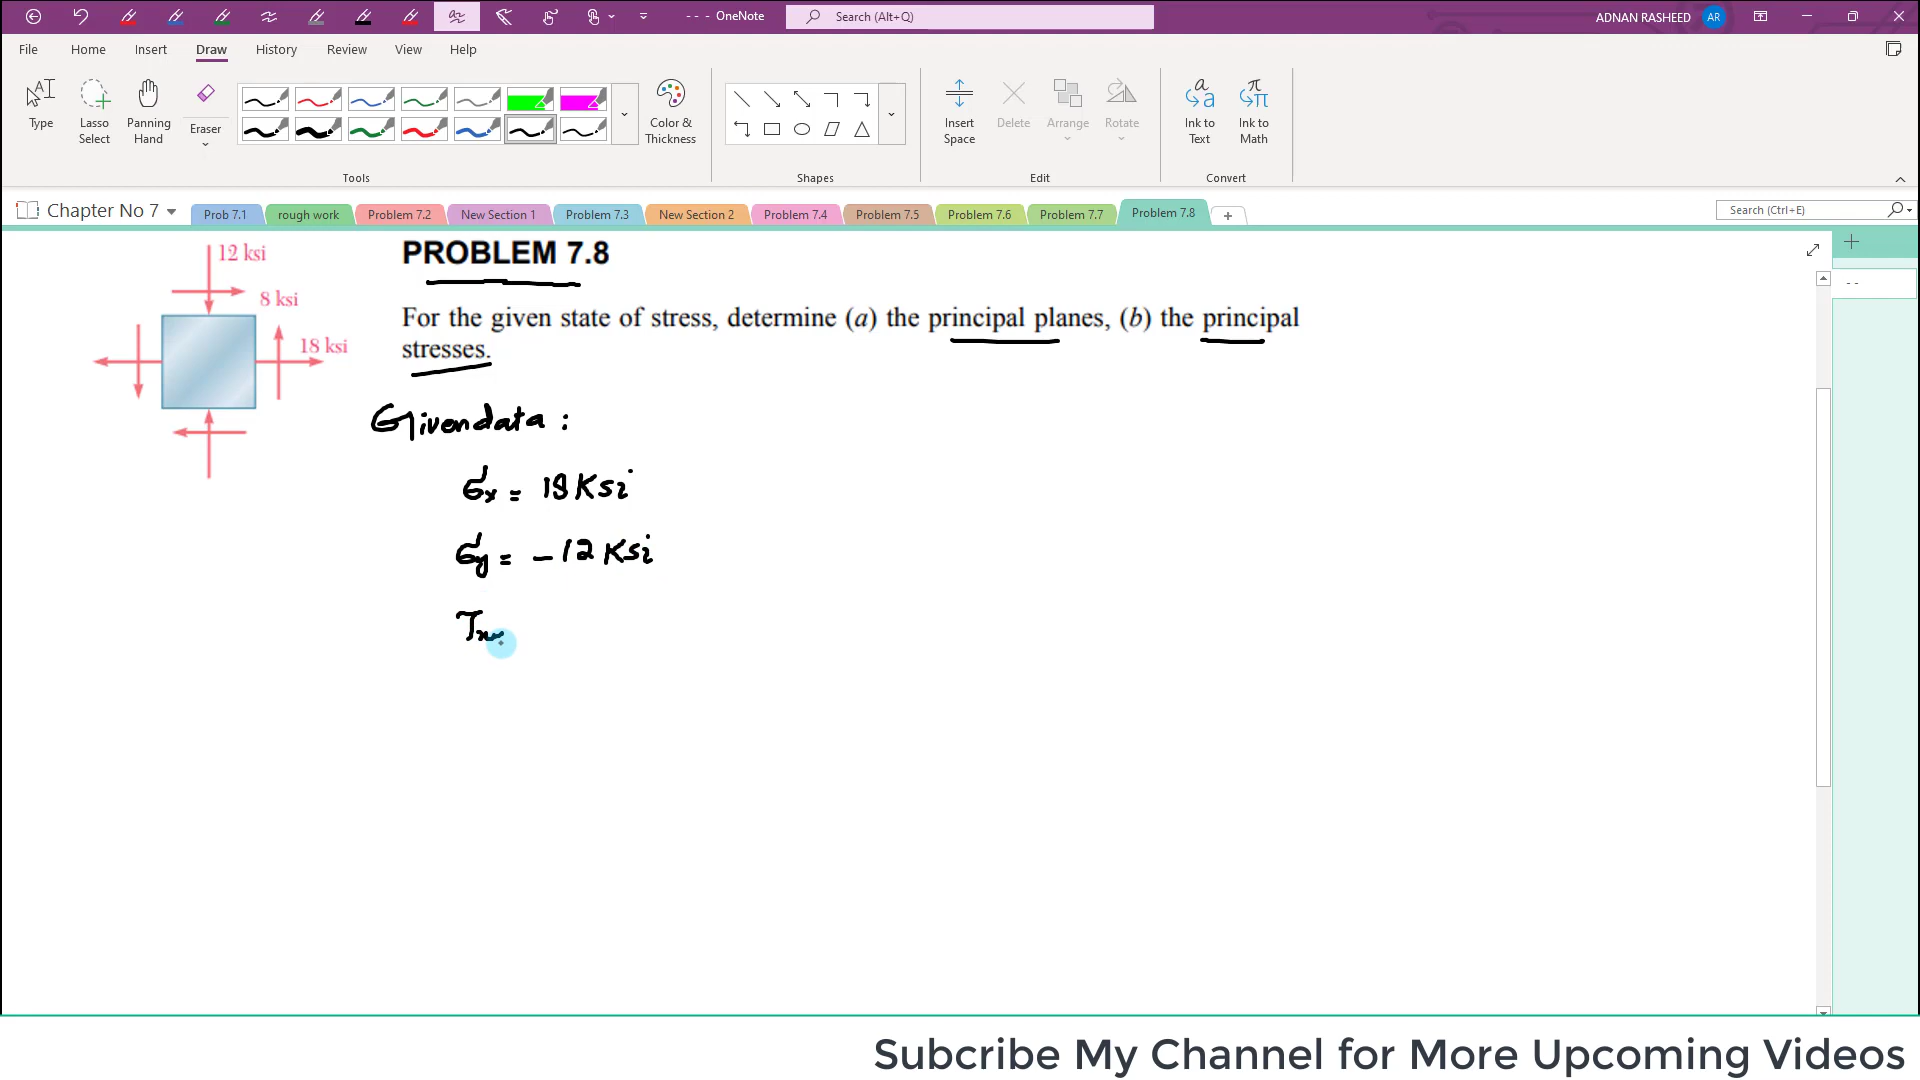 - - - OneNote
Search (Alt+Q)
ADNAN RASHEED
AR
File Home Insert Draw History Review View Help
Type
Lasso Select
Panning Hand
Eraser
Color & Thickness
Insert Space
Delete
Arrange
Rotate
Ink to Text
Ink to Math
Tools
Shapes
Edit
Convert
Chapter No 7
Prob 7.1
rough work
Problem 7.2
New Section 1
Problem 7.3
New Section 2
Problem 7.4
Problem 7.5
Problem 7.6
Problem 7.7
Problem 7.8
Search (Ctrl+E)
12 ksi
8 ksi
18 ksi
PROBLEM 7.8
For the given state of stress, determine (a) the principal planes, (b) the principal
stresses.
Given data :
σx = 18 Ksi
σy = -12 Ksi
Subcribe My Channel for More Upcoming Videos